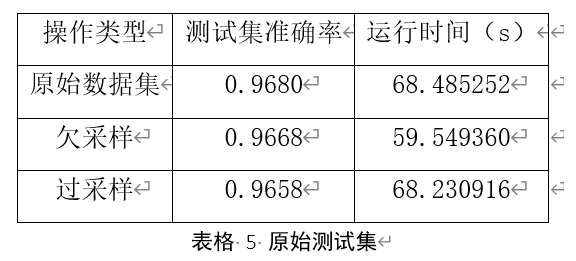 操作类型 测试集准确率 运行时间（s）
原始数据集 0.9680 68.485252
欠采样 0.9668 59.549360
过采样 0.9658 68.230916
表格 5 原始测试集